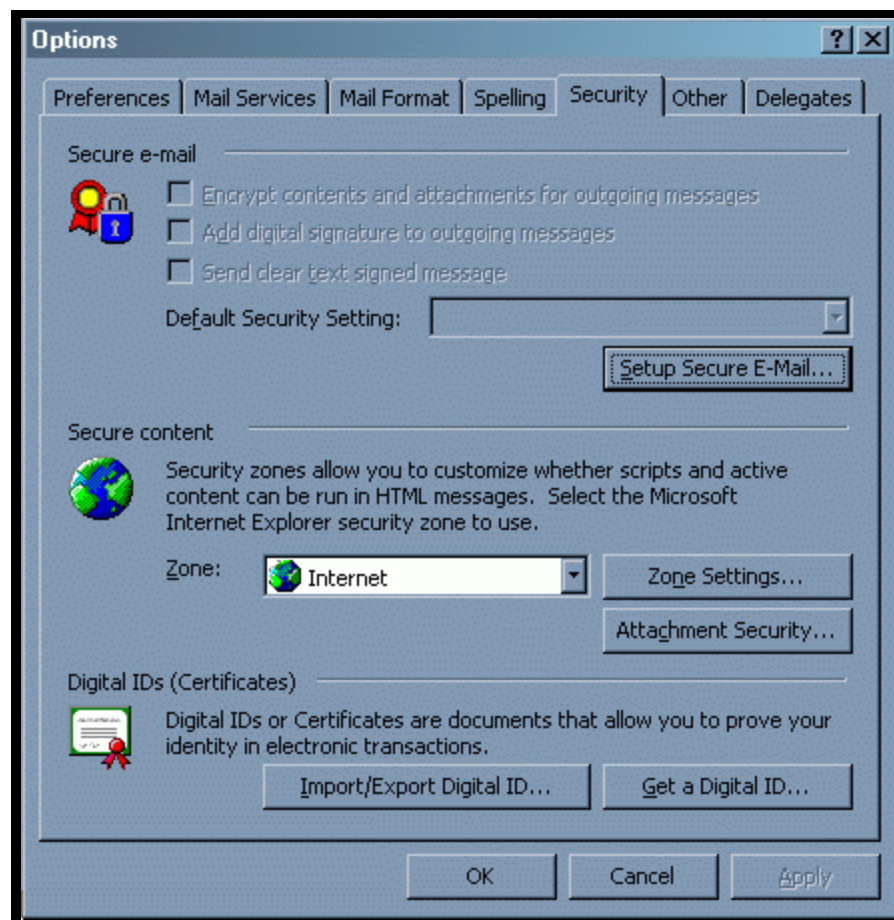 Options
Preferences Mail Services Mail Format Spelling Security Other Delegates
Secure e-mail
Encrypt contents and attachments for outgoing messages
Add digital signature to outgoing messages
Send clear text signed message
Default Security Setting:
Setup Secure E-Mail...
Secure content
Security zones allow you to customize whether scripts and active
content can be run in HTML messages. Select the Microsoft
Internet Explorer security zone to use.
Zone: Internet Zone Settings...
Attachment Security...
Digital IDs (Certificates)
Digital IDs or Certificates are documents that allow you to prove your
identity in electronic transactions.
Import/Export Digital ID... Get a Digital ID...
OK Cancel Apply